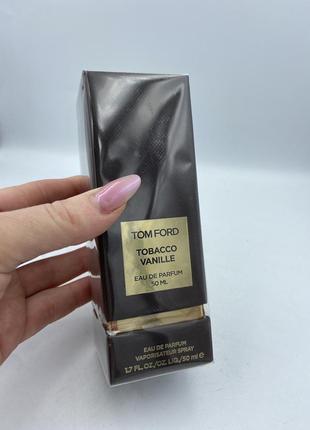 TOM FORD
TOBACCO
VANILLE
EAU DE PARFUM
50 ML
EAU DE PARFUM
VAPORISATEUR SPRAY
1.7 FL.OZ./OZ. LIQ./50 ml e